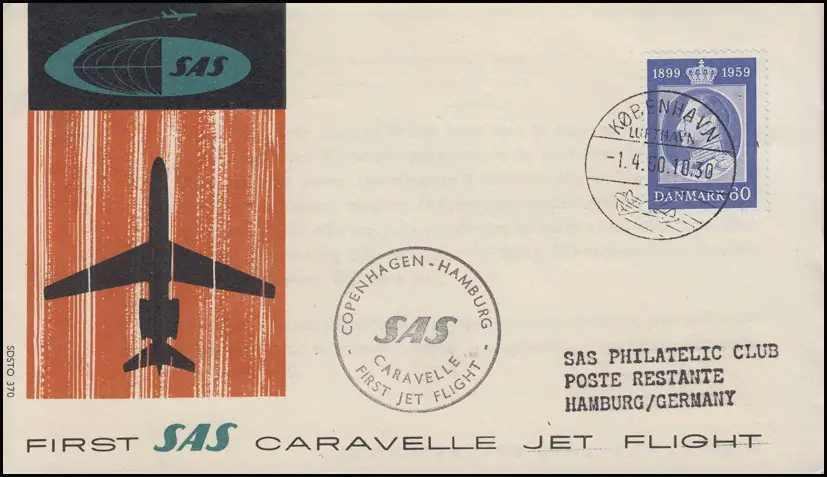 SAS
1899 1959
KØBENHAVN
LUFTHAVN
-1.4.60.10.30
DANMARK 60
COPENHAGEN - HAMBURG
SAS
CARAVELLE
- FIRST JET FLIGHT -
SAS PHILATELIC CLUB
POSTE RESTANTE
HAMBURG/GERMANY
SDSTO 370
FIRST SAS CARAVELLE JET FLIGHT